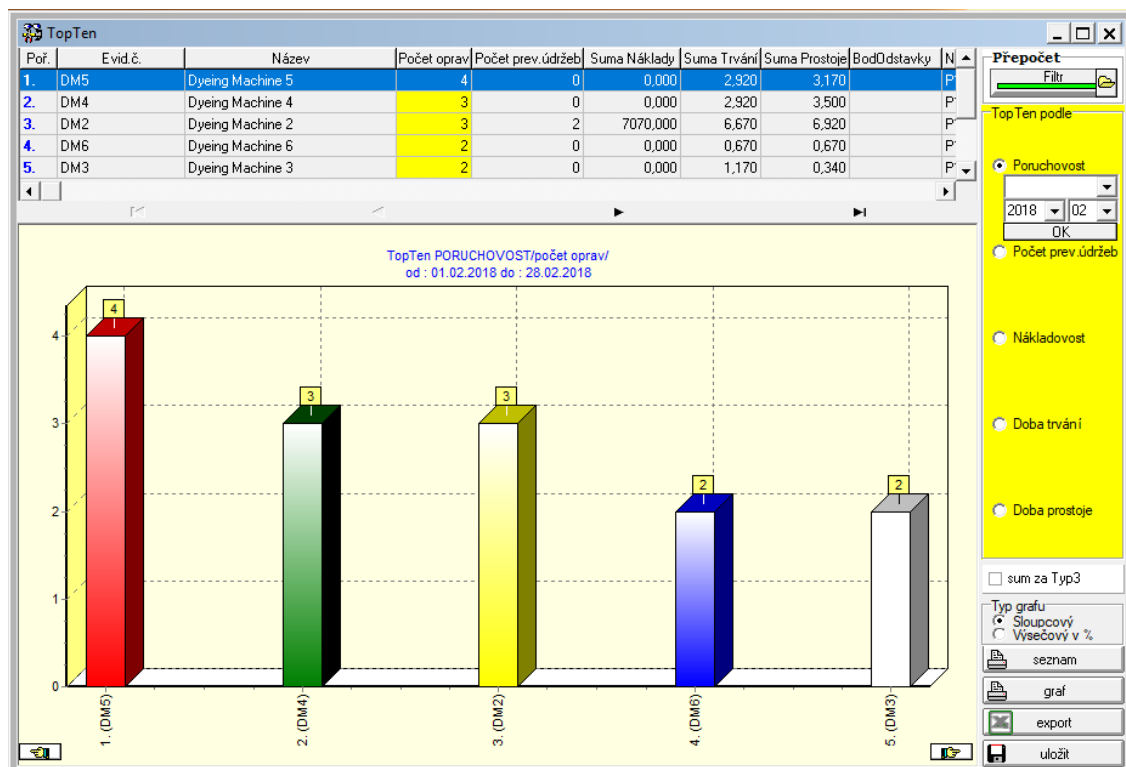 TopTen
Poř. Evid.č. Název Počet oprav Počet prev.údržeb Suma Náklady Suma Trvání Suma Prostoje BodOdstavky N
1. DM5 Dyeing Machine 5 4 0 0,000 2,920 3,170 P
2. DM4 Dyeing Machine 4 3 0 0,000 2,920 3,500 P
3. DM2 Dyeing Machine 2 3 2 7070,000 6,670 6,920 P
4. DM6 Dyeing Machine 6 2 0 0,000 0,670 0,670 P
5. DM3 Dyeing Machine 3 2 0 0,000 1,170 0,340 P
TopTen PORUCHOVOST/počet oprav/
od : 01.02.2018 do : 28.02.2018
4
3
3
2
2
4
3
2
1
0
1. (DM5)
2. (DM4)
3. (DM2)
4. (DM6)
5. (DM3)
Přepočet
Filtr
TopTen podle
Poruchovost
2018 02
OK
Počet prev.údržeb
Nákladovost
Doba trvání
Doba prostoje
sum za Typ3
Typ grafu
Sloupcový
Výsečový v %
seznam
graf
export
uložit